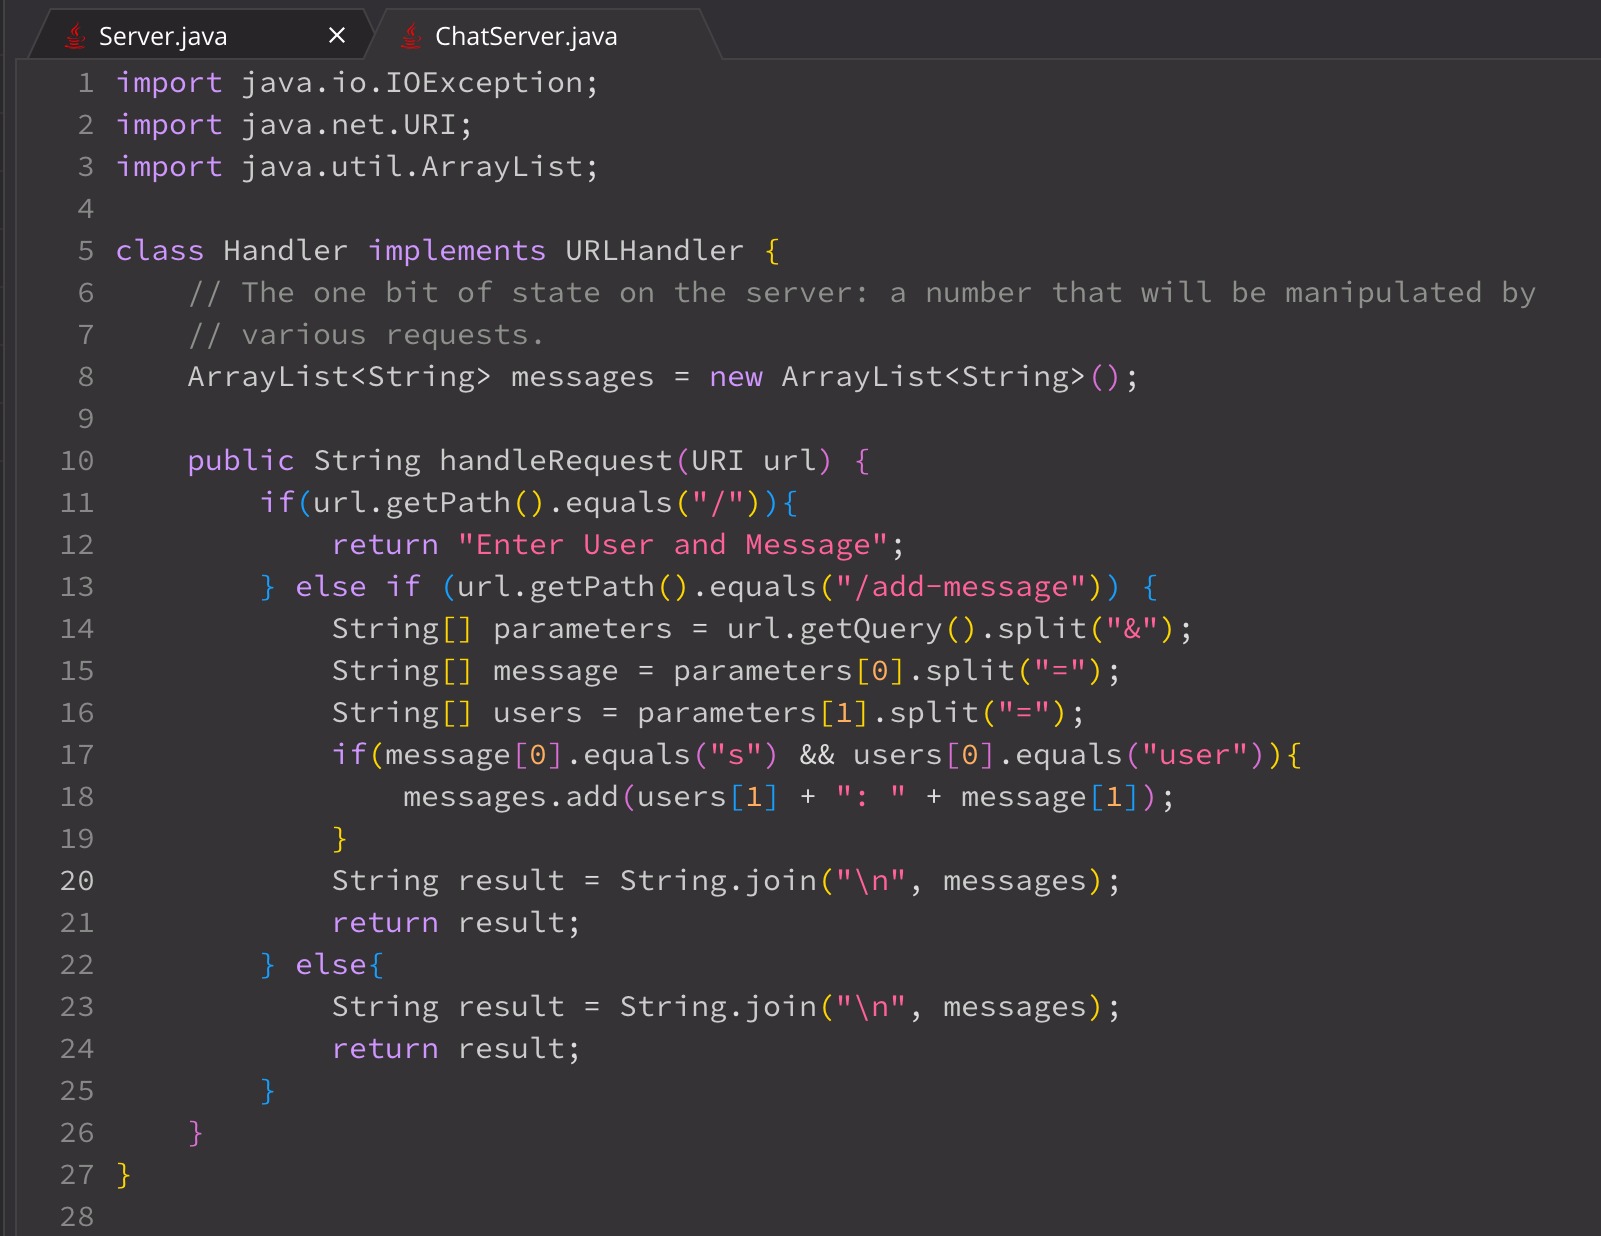 Server.java × ChatServer.java
1 import java.io.IOException;
2 import java.net.URI;
3 import java.util.ArrayList;
4
5 class Handler implements URLHandler {
6     // The one bit of state on the server: a number that will be manipulated by
7     // various requests.
8     ArrayList<String> messages = new ArrayList<String>();
9
10     public String handleRequest(URI url) {
11         if(url.getPath().equals("/")){
12             return "Enter User and Message";
13         } else if (url.getPath().equals("/add-message")) {
14             String[] parameters = url.getQuery().split("&");
15             String[] message = parameters[0].split("=");
16             String[] users = parameters[1].split("=");
17             if(message[0].equals("s") && users[0].equals("user")){
18                 messages.add(users[1] + ": " + message[1]);
19             }
20             String result = String.join("\n", messages);
21             return result;
22         } else{
23             String result = String.join("\n", messages);
24             return result;
25         }
26     }
27 }
28